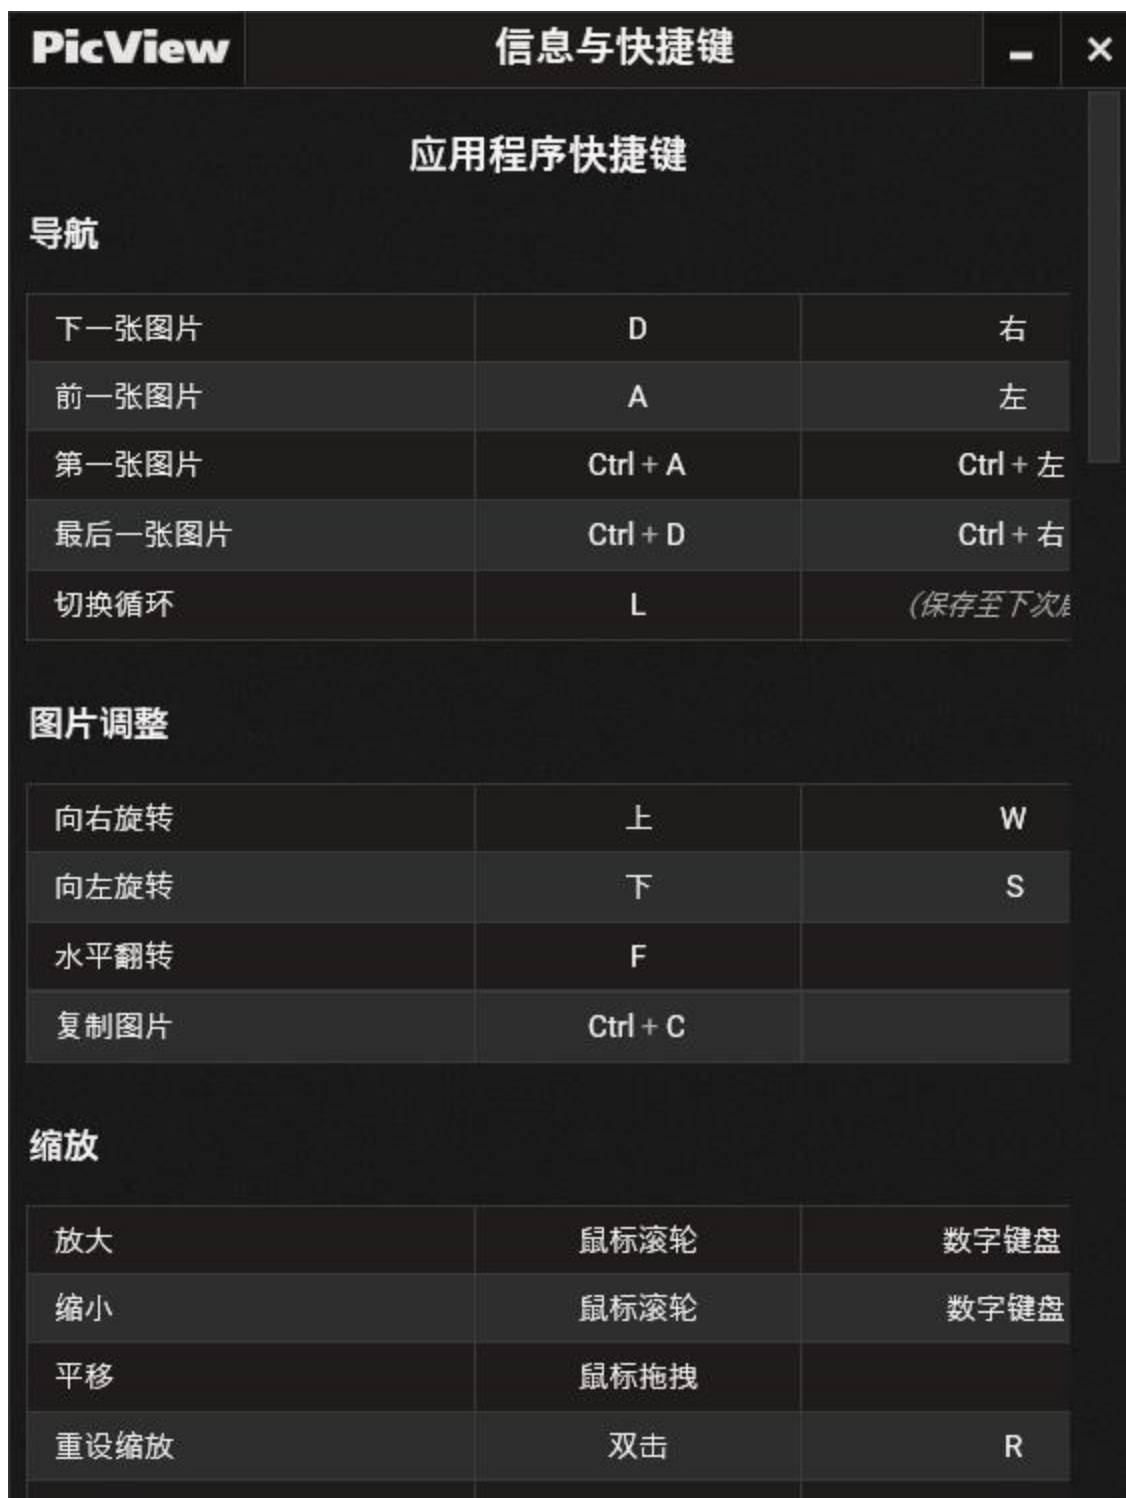 PicView 信息与快捷键
应用程序快捷键
导航
下一张图片 D 右
前一张图片 A 左
第一张图片 Ctrl + A Ctrl + 左
最后一张图片 Ctrl + D Ctrl + 右
切换循环 L (保存至下次
图片调整
向右旋转 上 W
向左旋转 下 S
水平翻转 F
复制图片 Ctrl + C
缩放
放大 鼠标滚轮 数字键盘
缩小 鼠标滚轮 数字键盘
平移 鼠标拖拽
重设缩放 双击 R